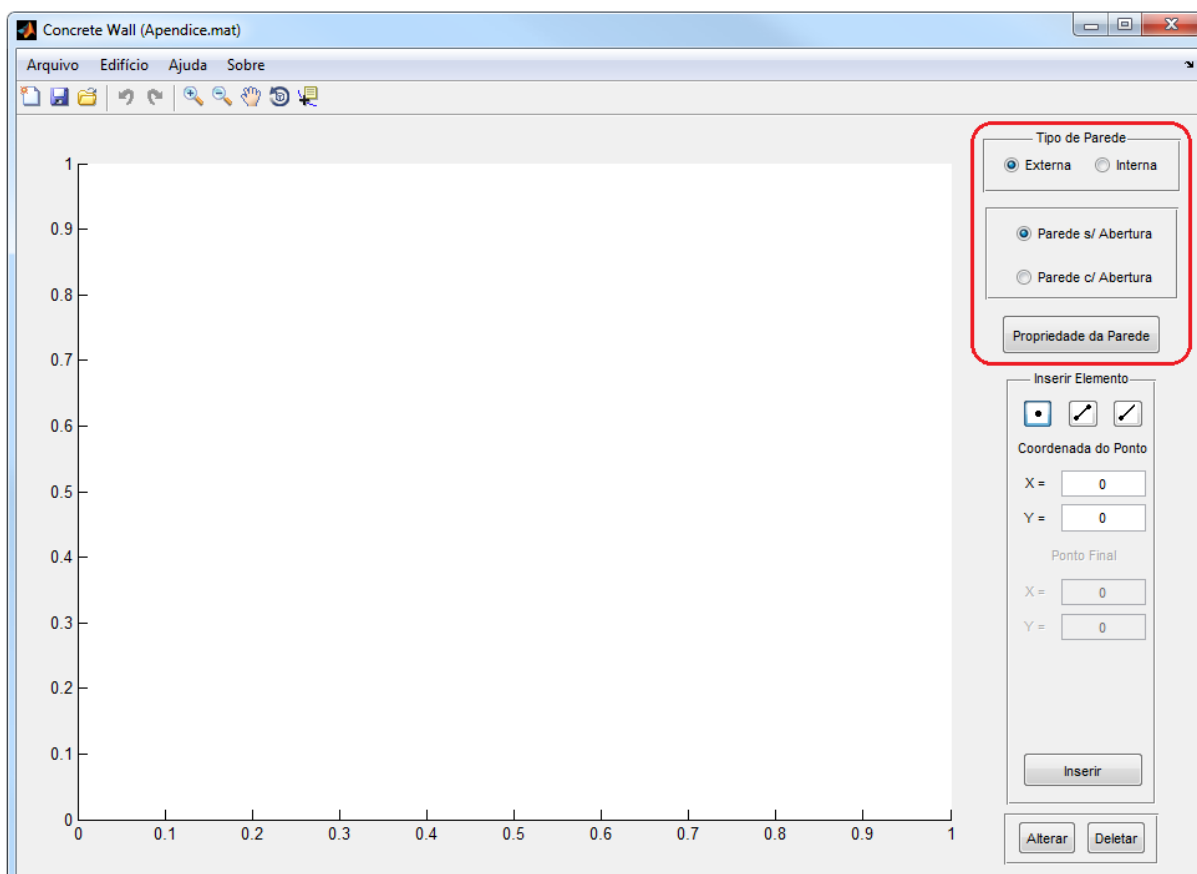 Concrete Wall (Apendice.mat)
Arquivo Edifício Ajuda Sobre
Tipo de Parede
Externa Interna
Parede s/ Abertura
Parede c/ Abertura
Propriedade da Parede
Inserir Elemento
Coordenada do Ponto
X = 0
Y = 0
Ponto Final
X = 0
Y = 0
Inserir
Alterar Deletar
1
0.9
0.8
0.7
0.6
0.5
0.4
0.3
0.2
0.1
0
0 0.1 0.2 0.3 0.4 0.5 0.6 0.7 0.8 0.9 1